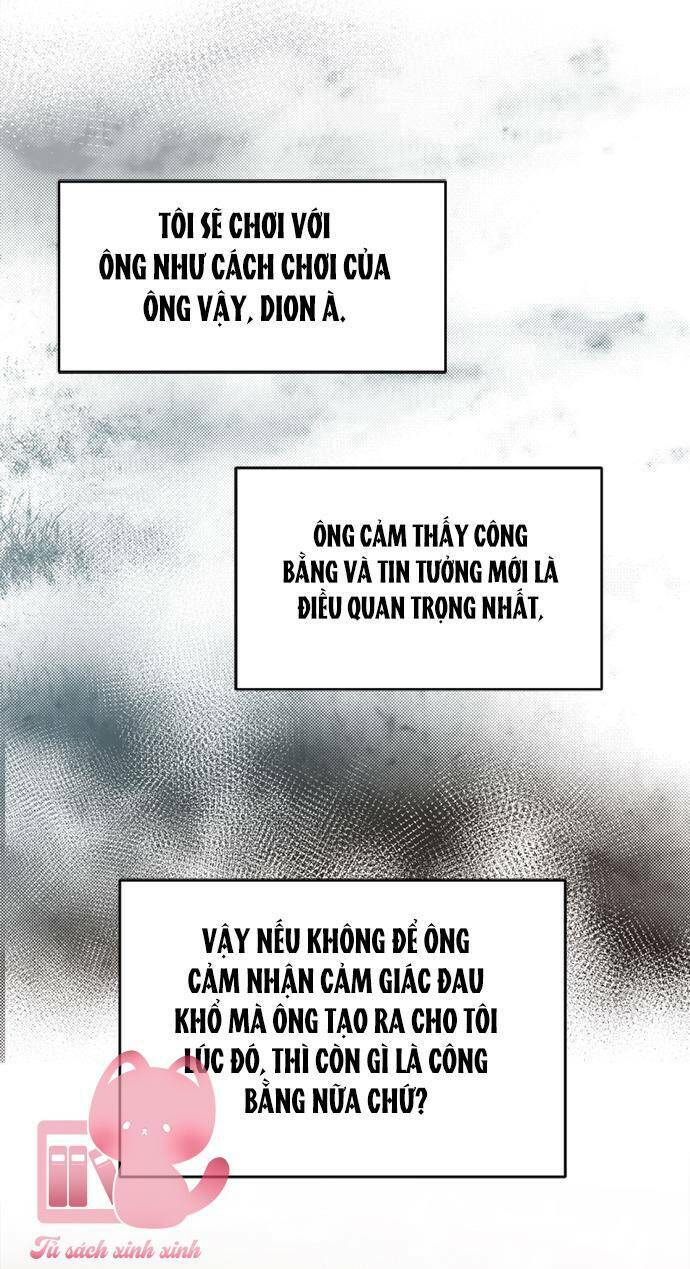 TÔI SẼ CHƠI VỚI
ÔNG NHƯ CÁCH CHƠI CỦA
ÔNG VẬY, DION À.
ÔNG CẢM THẤY CÔNG
BẰNG VÀ TIN TƯỞNG MỚI LÀ
ĐIỀU QUAN TRỌNG NHẤT,
VẬY NẾU KHÔNG ĐỂ ÔNG
CẢM NHẬN CẢM GIÁC ĐAU
KHỔ MÀ ÔNG TẠO RA CHO TÔI
LÚC ĐÓ, THÌ CÒN GÌ LÀ CÔNG
BẰNG NỮA CHỨ?
Tủ sách xinh xinh